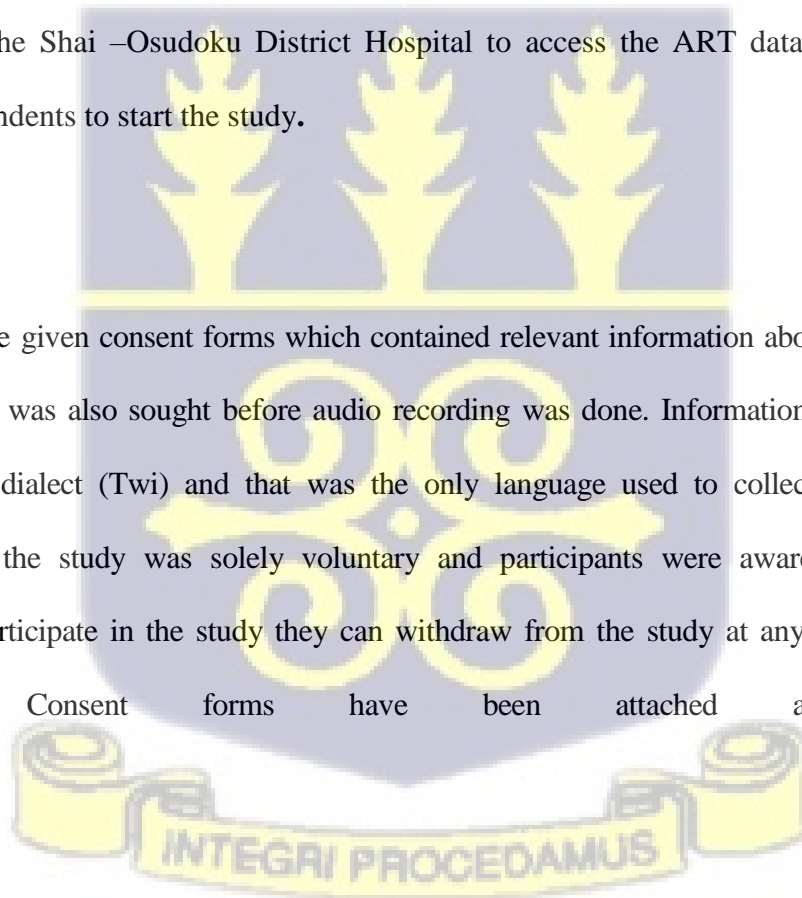 he Shai –Osudoku District Hospital to access the ART data
ndents to start the study.
e given consent forms which contained relevant information abo
was also sought before audio recording was done. Information
dialect (Twi) and that was the only language used to collec
the study was solely voluntary and participants were aware
rticipate in the study they can withdraw from the study at any
Consent forms have been attached a
INTEGRI PROCEDAMUS